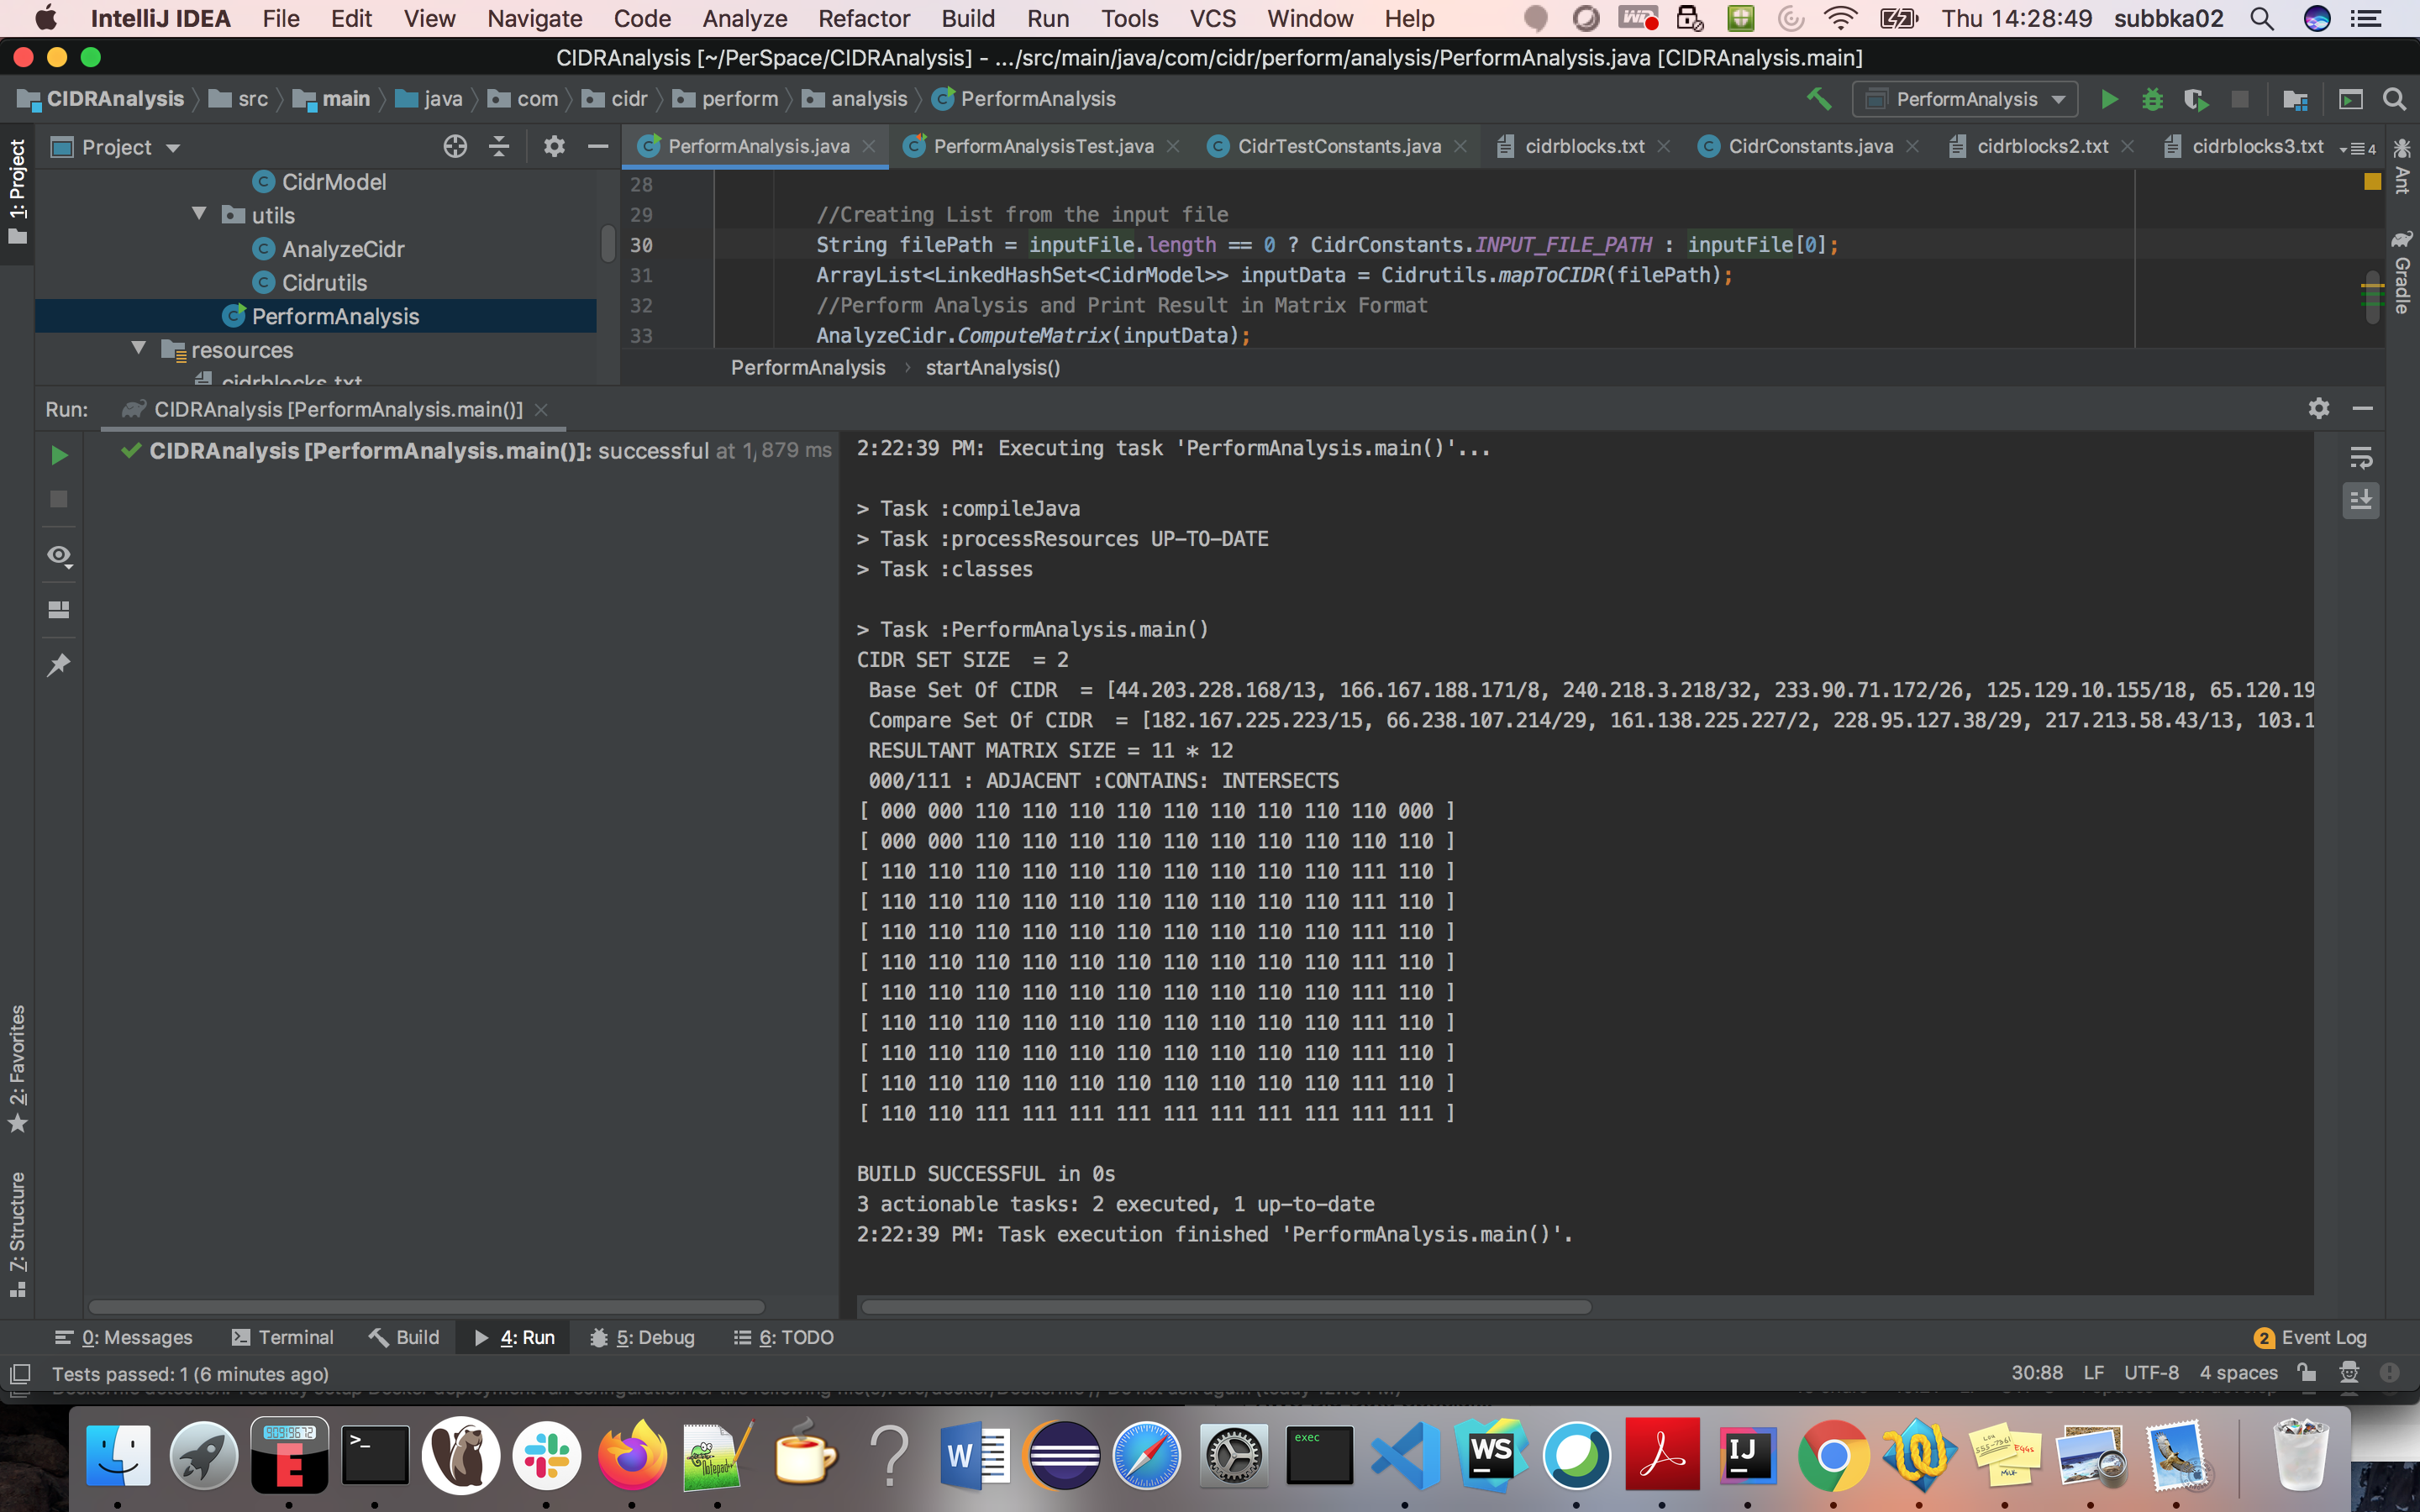 IntelliJ IDEA File Edit View Navigate Code Analyze Refactor Build Run Tools VCS Window Help Thu 14:28:49 subbka02
CIDRAnalysis [~/PerSpace/CIDRAnalysis] - .../src/main/java/com/cidr/perform/analysis/PerformAnalysis.java [CIDRAnalysis.main]
CIDRAnalysis src main java com cidr perform analysis PerformAnalysis PerformAnalysis
1: Project
Project
PerformAnalysis.java PerformAnalysisTest.java CidrTestConstants.java cidrblocks.txt CidrConstants.java cidrblocks2.txt cidrblocks3.txt 4
Ant
Gradle
CidrModel
utils
AnalyzeCidr
Cidrutils
PerformAnalysis
resources
cidrblocks.txt
28
29 //Creating List from the input file
30 String filePath = inputFile.length == 0 ? CidrConstants.INPUT_FILE_PATH : inputFile[0];
31 ArrayList<LinkedHashSet<CidrModel>> inputData = Cidrutils.mapToCIDR(filePath);
32 //Perform Analysis and Print Result in Matrix Format
33 AnalyzeCidr.ComputeMatrix(inputData);
PerformAnalysis startAnalysis()
Run: CIDRAnalysis [PerformAnalysis.main()]
CIDRAnalysis [PerformAnalysis.main()]: successful at 1, 879 ms
2:22:39 PM: Executing task 'PerformAnalysis.main()'...
> Task :compileJava
> Task :processResources UP-TO-DATE
> Task :classes
> Task :PerformAnalysis.main()
CIDR SET SIZE = 2
Base Set Of CIDR = [44.203.228.168/13, 166.167.188.171/8, 240.218.3.218/32, 233.90.71.172/26, 125.129.10.155/18, 65.120.19
Compare Set Of CIDR = [182.167.225.223/15, 66.238.107.214/29, 161.138.225.227/2, 228.95.127.38/29, 217.213.58.43/13, 103.1
RESULTANT MATRIX SIZE = 11 * 12
000/111 : ADJACENT :CONTAINS: INTERSECTS
[ 000 000 110 110 110 110 110 110 110 110 110 000 ]
[ 000 000 110 110 110 110 110 110 110 110 110 110 ]
[ 110 110 110 110 110 110 110 110 110 110 111 110 ]
[ 110 110 110 110 110 110 110 110 110 110 111 110 ]
[ 110 110 110 110 110 110 110 110 110 110 111 110 ]
[ 110 110 110 110 110 110 110 110 110 110 111 110 ]
[ 110 110 110 110 110 110 110 110 110 110 111 110 ]
[ 110 110 110 110 110 110 110 110 110 110 111 110 ]
[ 110 110 110 110 110 110 110 110 110 110 111 110 ]
[ 110 110 110 110 110 110 110 110 110 110 111 110 ]
[ 110 110 111 111 111 111 111 111 111 111 111 111 ]
BUILD SUCCESSFUL in 0s
3 actionable tasks: 2 executed, 1 up-to-date
2:22:39 PM: Task execution finished 'PerformAnalysis.main()'.
2: Favorites
7: Structure
0: Messages Terminal Build 4: Run 5: Debug 6: TODO 2 Event Log
Tests passed: 1 (6 minutes ago) 30:88 LF UTF-8 4 spaces
E
>_
Notepad
W
exec
WS
IJ